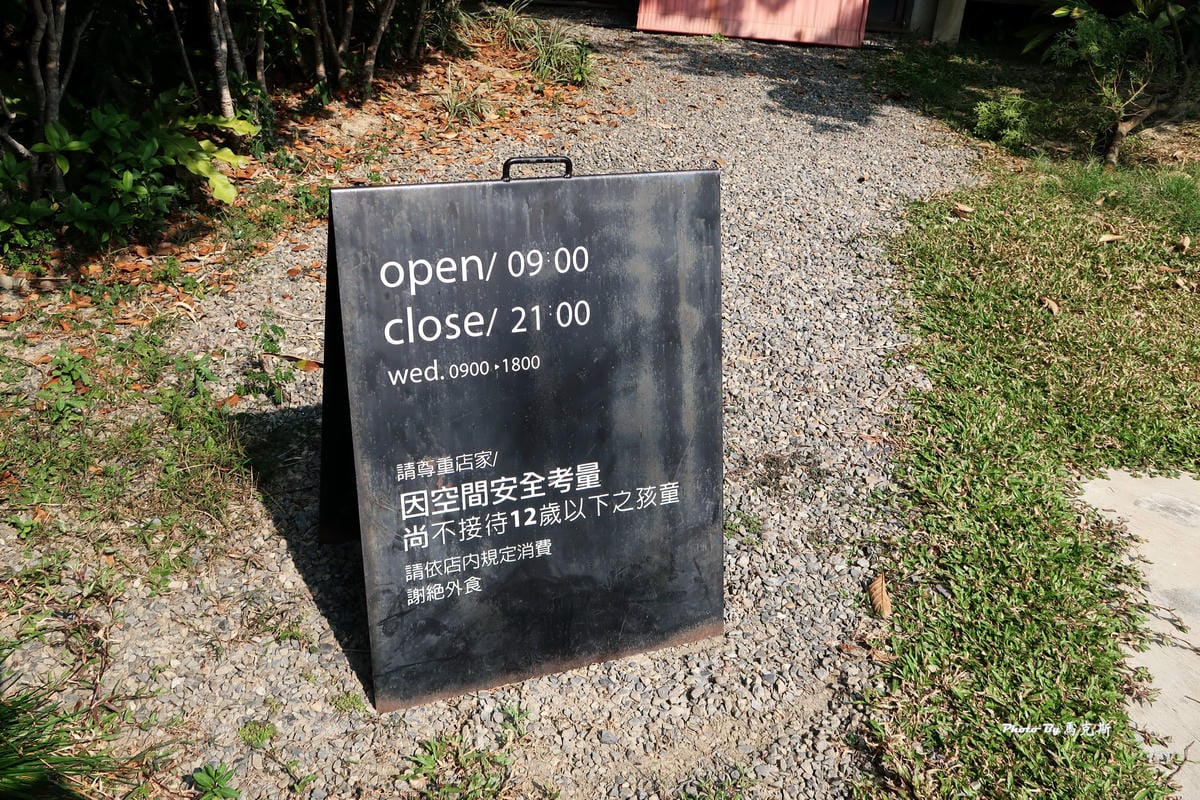 open/ 09:00
close/ 21:00
wed. 0900▸1800
請尊重店家/
因空間安全考量
尚不接待12歲以下之孩童
請依店內規定消費
謝絕外食
Photo By 馬克斯